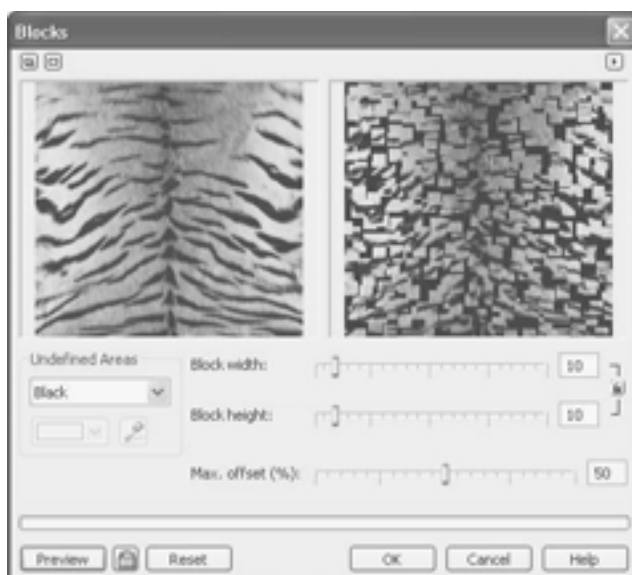 Blocks
Undefined Areas
Black
Block width:
10
Block height:
10
Max. offset (%):
50
Preview
Reset
OK
Cancel
Help